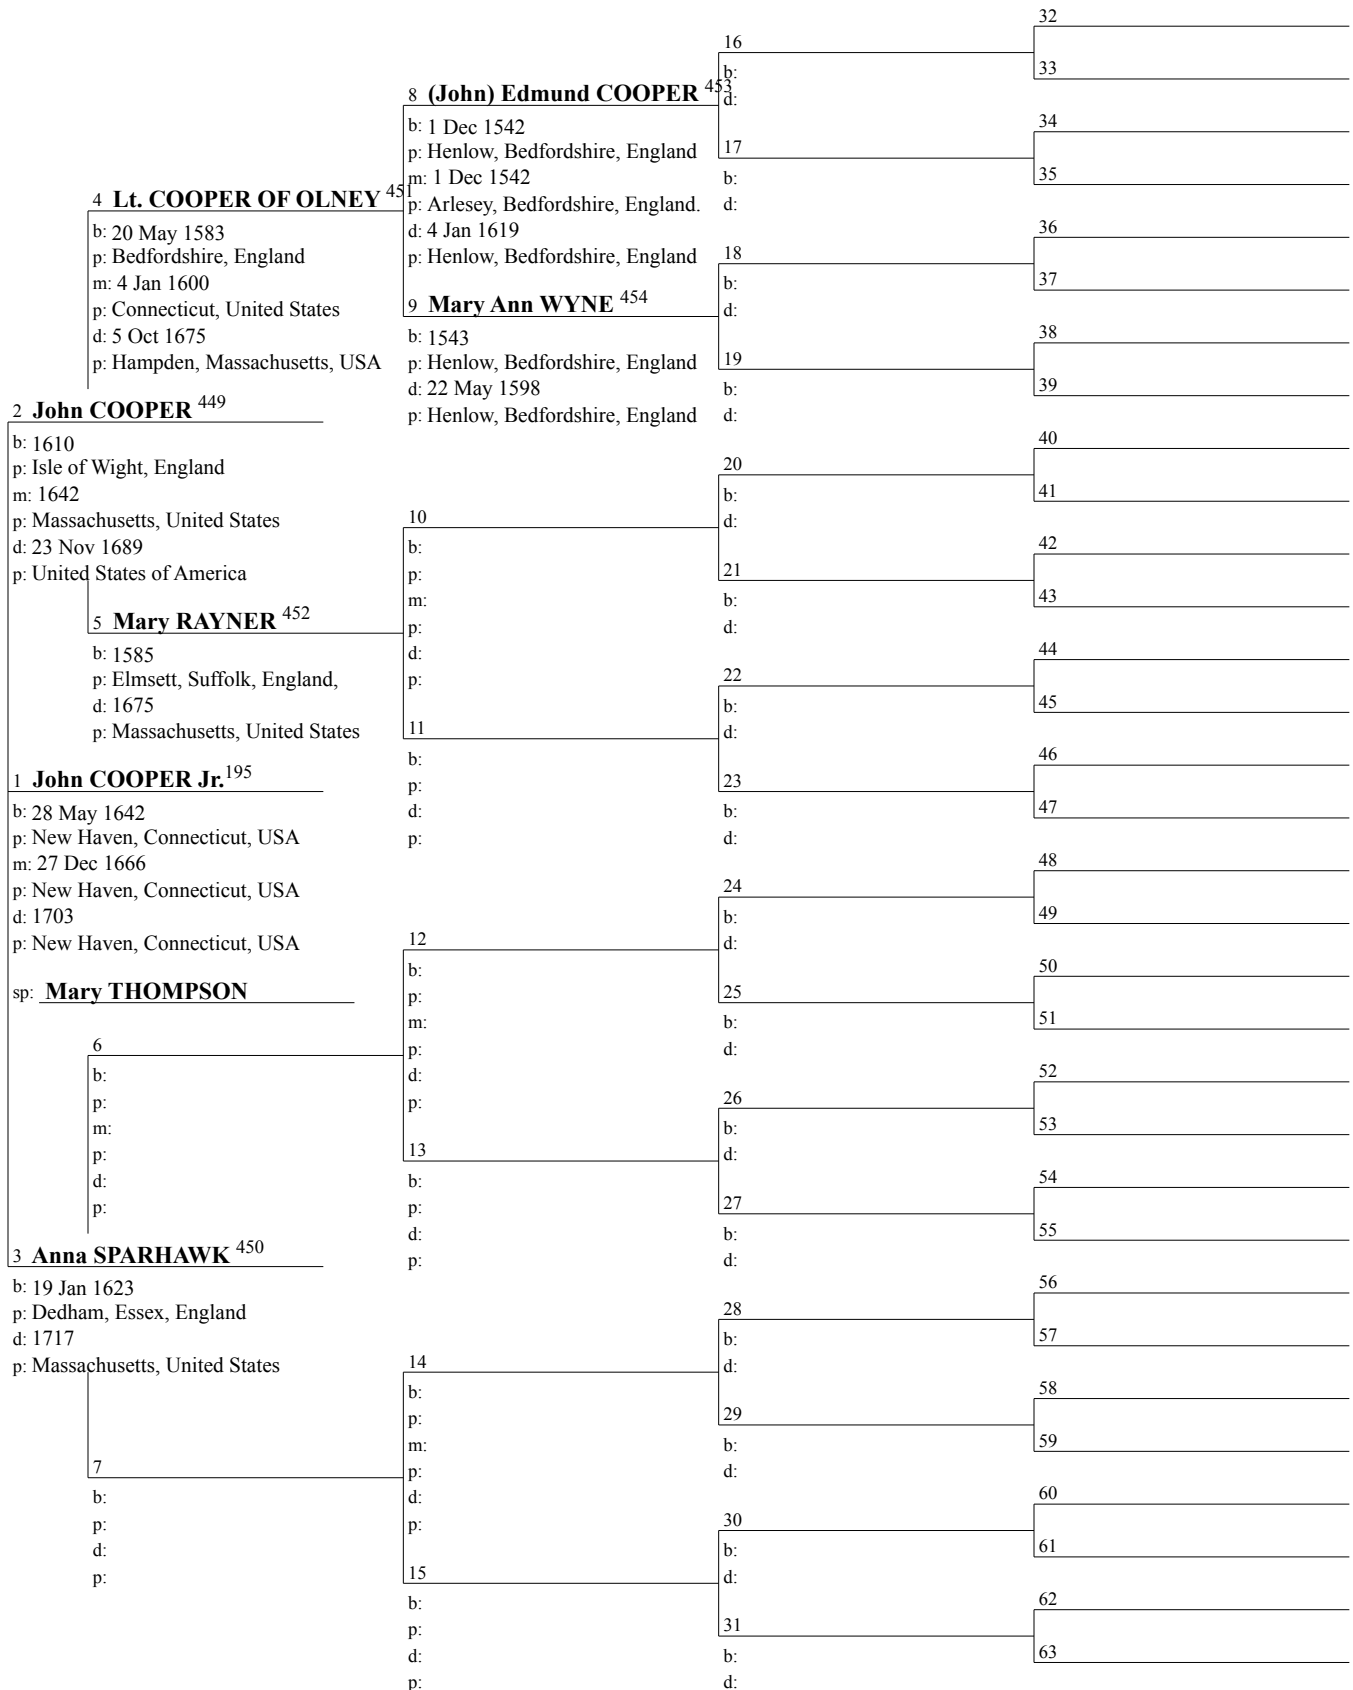 4 Lt. COOPER OF OLNEY 451
b: 20 May 1583
p: Bedfordshire, England
m: 4 Jan 1600
p: Connecticut, United States
d: 5 Oct 1675
p: Hampden, Massachusetts, USA
2 John COOPER 449
b: 1610
p: Isle of Wight, England
m: 1642
p: Massachusetts, United States
d: 23 Nov 1689
p: United States of America
5 Mary RAYNER 452
b: 1585
p: Elmsett, Suffolk, England,
d: 1675
p: Massachusetts, United States
1 John COOPER Jr.195
b: 28 May 1642
p: New Haven, Connecticut, USA
m: 27 Dec 1666
p: New Haven, Connecticut, USA
d: 1703
p: New Haven, Connecticut, USA
sp: Mary THOMPSON
6
b:
p:
m:
p:
d:
p:
3 Anna SPARHAWK 450
b: 19 Jan 1623
p: Dedham, Essex, England
d: 1717
p: Massachusetts, United States
7
b:
p:
d:
p:
8 (John) Edmund COOPER 453
b: 1 Dec 1542
p: Henlow, Bedfordshire, England
m: 1 Dec 1542
p: Arlesey, Bedfordshire, England.
d: 4 Jan 1619
p: Henlow, Bedfordshire, England
9 Mary Ann WYNE 454
b: 1543
p: Henlow, Bedfordshire, England
d: 22 May 1598
p: Henlow, Bedfordshire, England
10
b:
p:
m:
p:
d:
p:
11
b:
p:
d:
p:
12
b:
p:
m:
p:
d:
p:
13
b:
p:
d:
p:
14
b:
p:
m:
p:
d:
p:
15
b:
p:
d:
p:
16
b:
d:
17
b:
d:
18
b:
d:
19
b:
d:
20
b:
d:
21
b:
d:
22
b:
d:
23
b:
d:
24
b:
d:
25
b:
d:
26
b:
d:
27
b:
d:
28
b:
d:
29
b:
d:
30
b:
d:
31
b:
d:
32
33
34
35
36
37
38
39
40
41
42
43
44
45
46
47
48
49
50
51
52
53
54
55
56
57
58
59
60
61
62
63